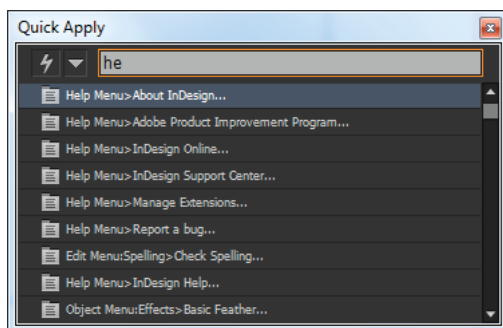 Quick Apply
he
Help Menu>About InDesign...
Help Menu>Adobe Product Improvement Program...
Help Menu>InDesign Online...
Help Menu>InDesign Support Center...
Help Menu>Manage Extensions...
Help Menu>Report a bug...
Edit Menu:Spelling>Check Spelling...
Help Menu>InDesign Help...
Object Menu:Effects>Basic Feather...